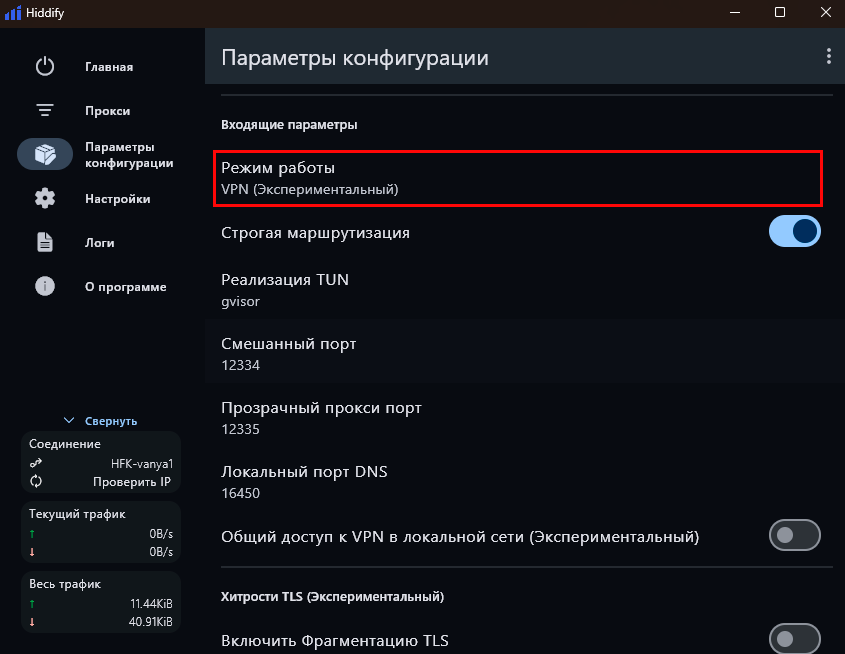 Hiddify
Главная
Прокси
Параметры
конфигурации
Настройки
Логи
О программе
Свернуть
Соединение
HFK-vanya1
Проверить IP
Текущий трафик
↑ 0B/s
↓ 0B/s
Весь трафик
↑ 11.44KiB
↓ 40.91KiB
Параметры конфигурации
Входящие параметры
Режим работы
VPN (Экспериментальный)
Строгая маршрутизация
Реализация TUN
gvisor
Смешанный порт
12334
Прозрачный прокси порт
12335
Локальный порт DNS
16450
Общий доступ к VPN в локальной сети (Экспериментальный)
Хитрости TLS (Экспериментальный)
Включить Фрагментацию TLS